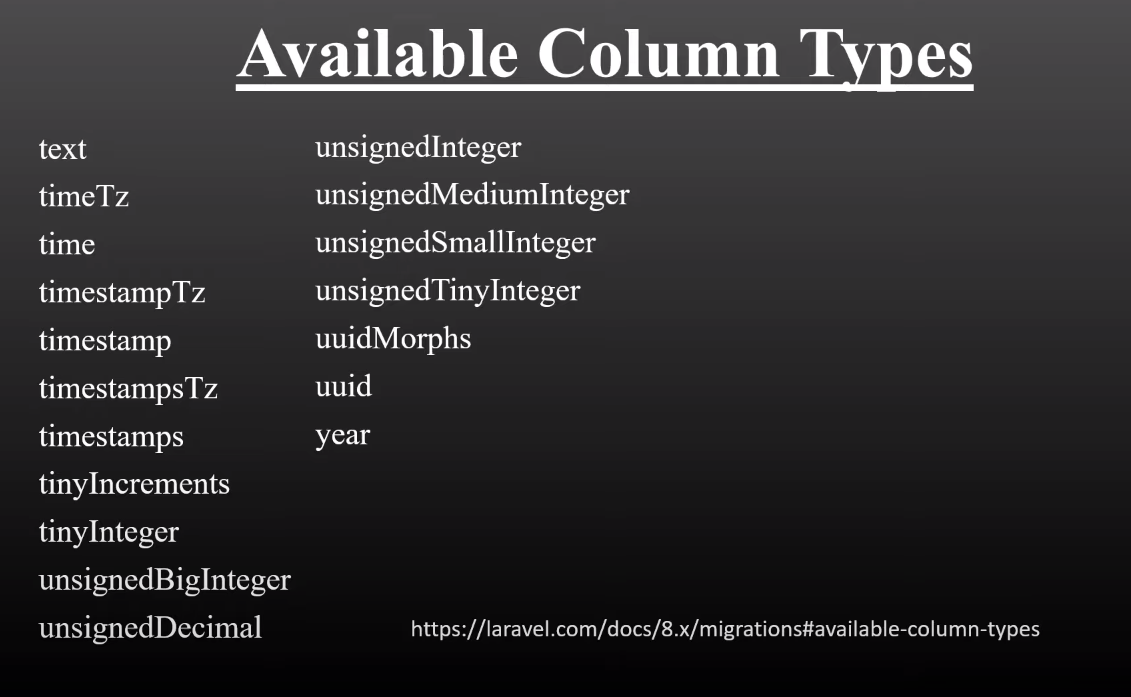 Available Column Types
text
timeTz
time
timestampTz
timestamp
timestampsTz
timestamps
tinyIncrements
tinyInteger
unsignedBigInteger
unsignedDecimal
unsignedInteger
unsignedMediumInteger
unsignedSmallInteger
unsignedTinyInteger
uuidMorphs
uuid
year
https://laravel.com/docs/8.x/migrations#available-column-types